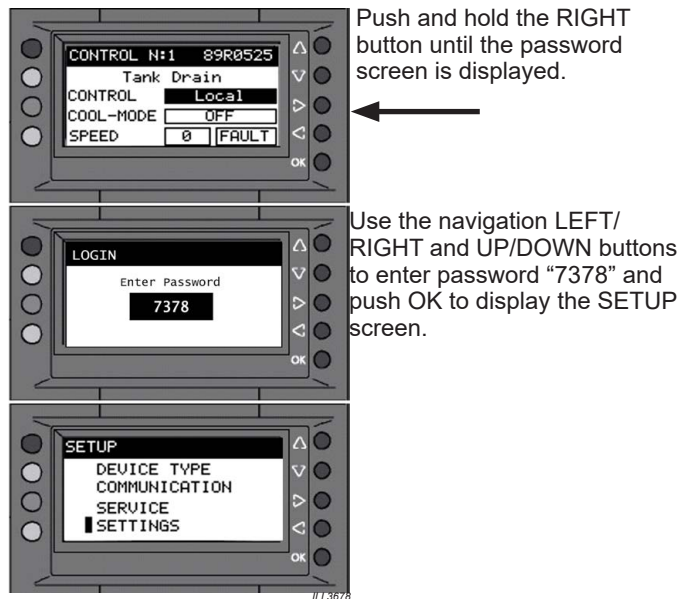 CONTROL N:1 89R0525
Tank Drain
CONTROL Local
COOL-MODE OFF
SPEED 0 FAULT
OK
Push and hold the RIGHT
button until the password
screen is displayed.
LOGIN
Enter Password
7378
OK
Use the navigation LEFT/
RIGHT and UP/DOWN buttons
to enter password “7378” and
push OK to display the SETUP
screen.
SETUP
DEVICE TYPE
COMMUNICATION
SERVICE
SETTINGS
OK
ILL3678